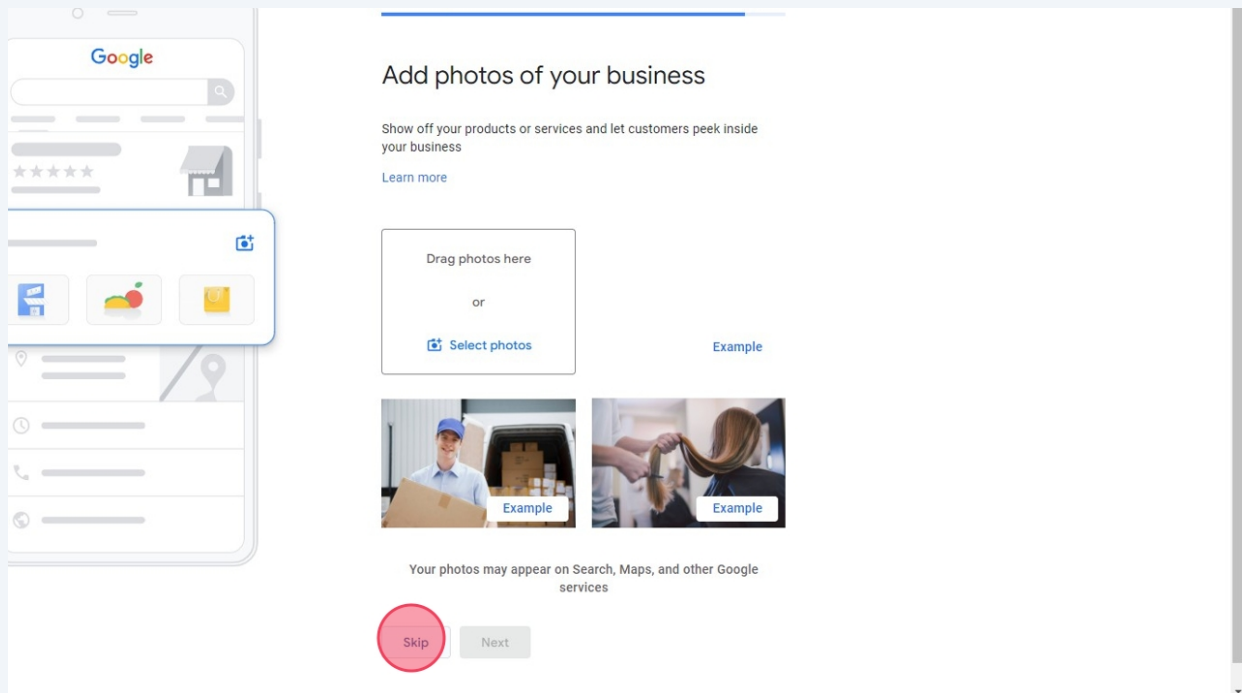 Google
Add photos of your business
Show off your products or services and let customers peek inside
your business
Learn more
Drag photos here
or
Select photos
Example
Example
Example
Your photos may appear on Search, Maps, and other Google
services
Skip
Next